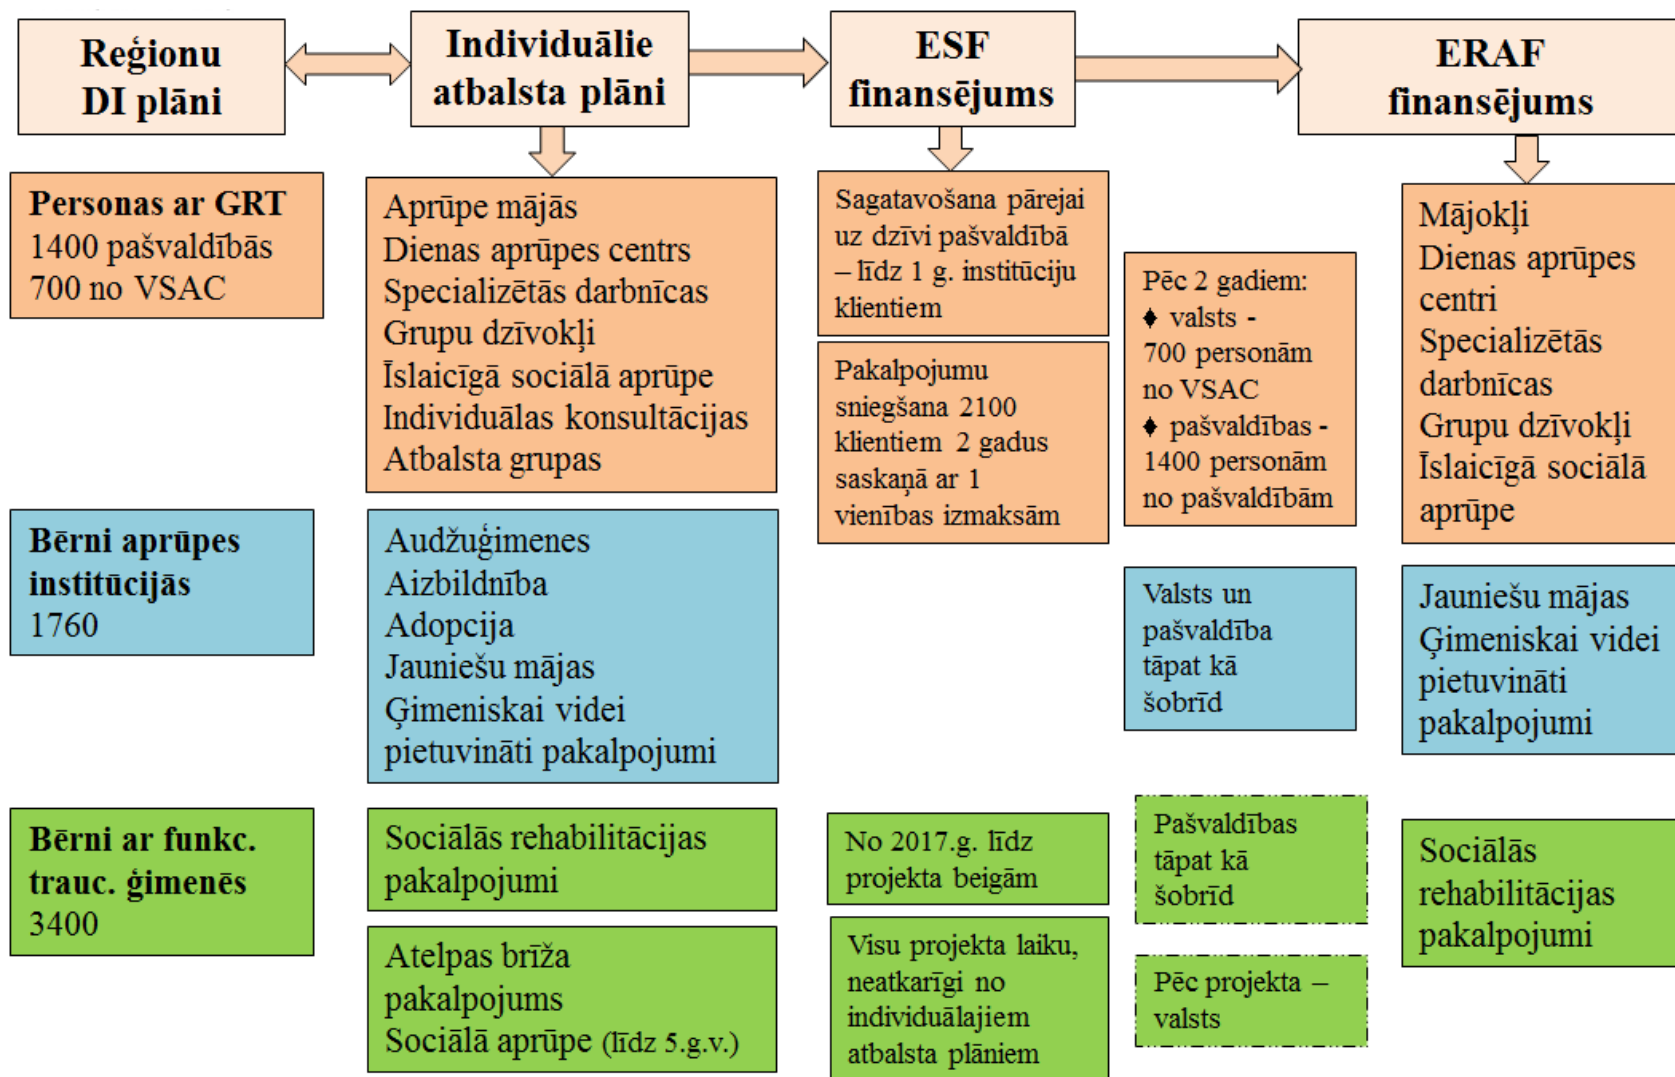 Reģionu
DI plāni
Individuālie
atbalsta plāni
ESF
finansējums
ERAF
finansējums
Personas ar GRT
1400 pašvaldībās
700 no VSAC
Aprūpe mājās
Dienas aprūpes centrs
Specializētās darbnīcas
Grupu dzīvokļi
Īslaicīgā sociālā aprūpe
Individuālas konsultācijas
Atbalsta grupas
Sagatavošana pārejai
uz dzīvi pašvaldībā
– līdz 1 g. institūciju
klientiem
Pakalpojumu
sniegšana 2100
klientiem 2 gadus
saskaņā ar 1
vienības izmaksām
Pēc 2 gadiem:
♦ valsts -
700 personām
no VSAC
♦ pašvaldības -
1400 personām
no pašvaldībām
Mājokļi
Dienas aprūpes
centri
Specializētās
darbnīcas
Grupu dzīvokļi
Īslaicīgā sociālā
aprūpe
Bērni aprūpes
institūcijās
1760
Audžuģimenes
Aizbildnība
Adopcija
Jauniešu mājas
Ģimeniskai videi
pietuvināti pakalpojumi
Valsts un
pašvaldība
tāpat kā
šobrīd
Jauniešu mājas
Ģimeniskai videi
pietuvināti
pakalpojumi
Bērni ar funkc.
trauc. ģimenēs
3400
Sociālās rehabilitācijas
pakalpojumi
Atelpas brīža
pakalpojums
Sociālā aprūpe (līdz 5.g.v.)
No 2017.g. līdz
projekta beigām
Visu projekta laiku,
neatkarīgi no
individuālajiem
atbalsta plāniem
Pašvaldības
tāpat kā
šobrīd
Pēc projekta –
valsts
Sociālās
rehabilitācijas
pakalpojumi